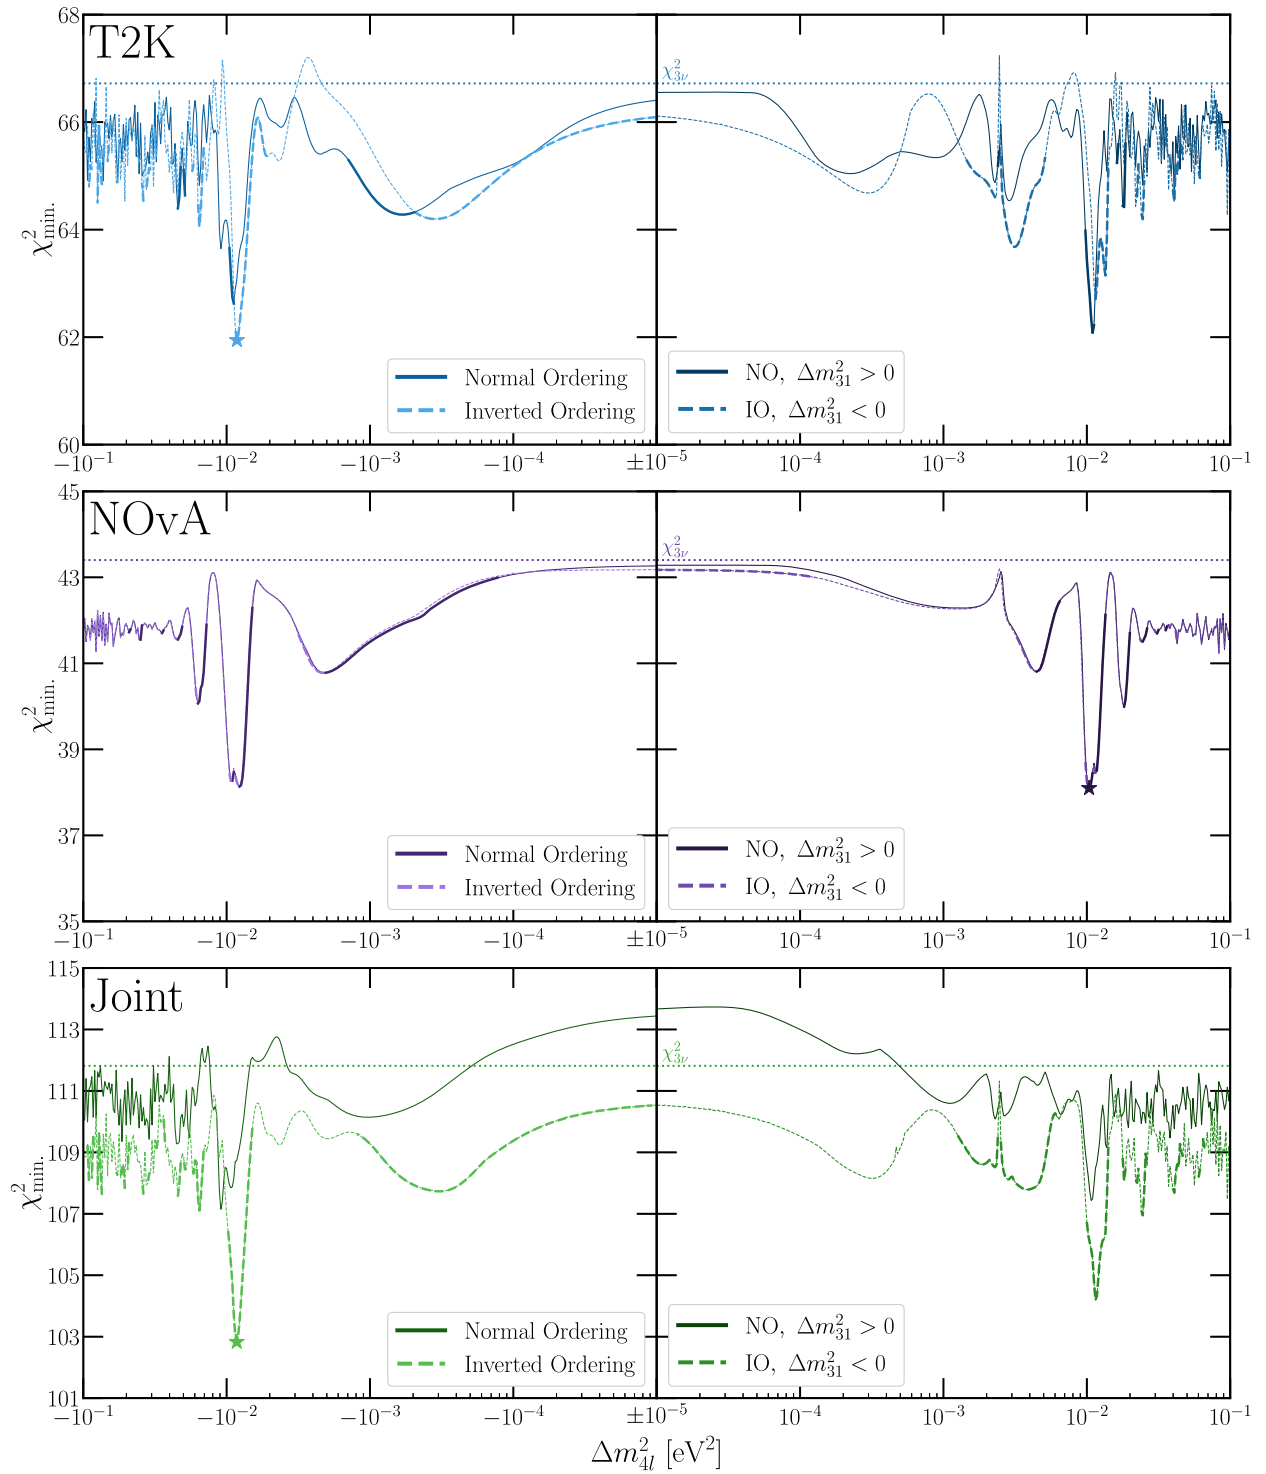 T2K
68
66
64
62
60
χ²min.
χ²3ν
Normal Ordering
Inverted Ordering
NO, Δm²31 > 0
IO, Δm²31 < 0
−10⁻¹ −10⁻² −10⁻³ −10⁻⁴ ±10⁻⁵ 10⁻⁴ 10⁻³ 10⁻² 10⁻¹
NOvA
45
43
41
39
37
35
χ²min.
χ²3ν
Normal Ordering
Inverted Ordering
NO, Δm²31 > 0
IO, Δm²31 < 0
−10⁻¹ −10⁻² −10⁻³ −10⁻⁴ ±10⁻⁵ 10⁻⁴ 10⁻³ 10⁻² 10⁻¹
Joint
115
113
111
109
107
105
103
101
χ²min.
χ²3ν
Normal Ordering
Inverted Ordering
NO, Δm²31 > 0
IO, Δm²31 < 0
−10⁻¹ −10⁻² −10⁻³ −10⁻⁴ ±10⁻⁵ 10⁻⁴ 10⁻³ 10⁻² 10⁻¹
Δm²4l [eV²]